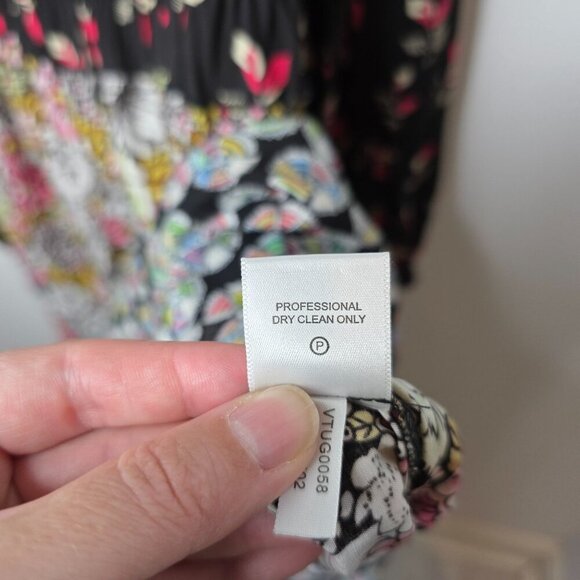 PROFESSIONAL
DRY CLEAN ONLY
P
VTUG0058